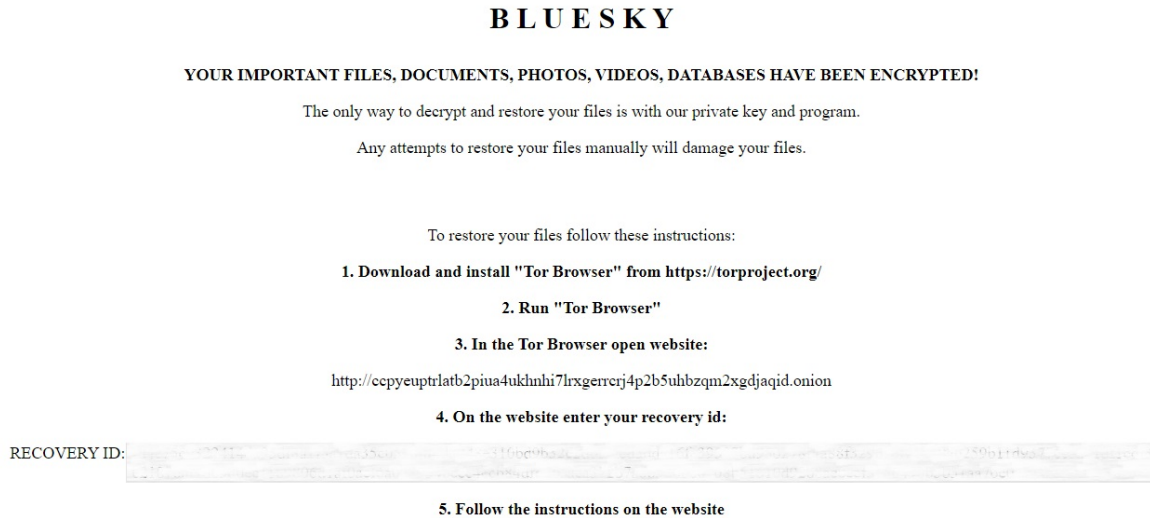 B L U E S K Y
YOUR IMPORTANT FILES, DOCUMENTS, PHOTOS, VIDEOS, DATABASES HAVE BEEN ENCRYPTED!
The only way to decrypt and restore your files is with our private key and program.
Any attempts to restore your files manually will damage your files.
To restore your files follow these instructions:
1. Download and install "Tor Browser" from https://torproject.org/
2. Run "Tor Browser"
3. In the Tor Browser open website:
http://ccpyeuptrlatb2piua4ukhnhi7lrxgerrcrj4p2b5uhbzqm2xgdjaqid.onion
4. On the website enter your recovery id:
RECOVERY ID:
5. Follow the instructions on the website